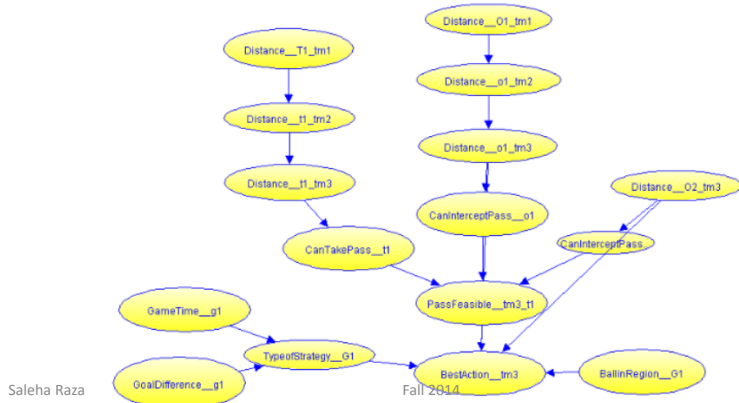 Distance__O1_tm1
Distance__T1_tm1
Distance__o1_tm2
Distance__t1_tm2
Distance__o1_tm3
Distance__t1_tm3
Distance__O2_tm3
CanInterceptPass__o1
CanTakePass__t1
CanInterceptPass_
PassFeasible__tm3_t1
GameTime__g1
TypeofStrategy__G1
BestAction__tm3
BallinRegion__G1
GoalDifference__g1
Saleha Raza
Fall 2014